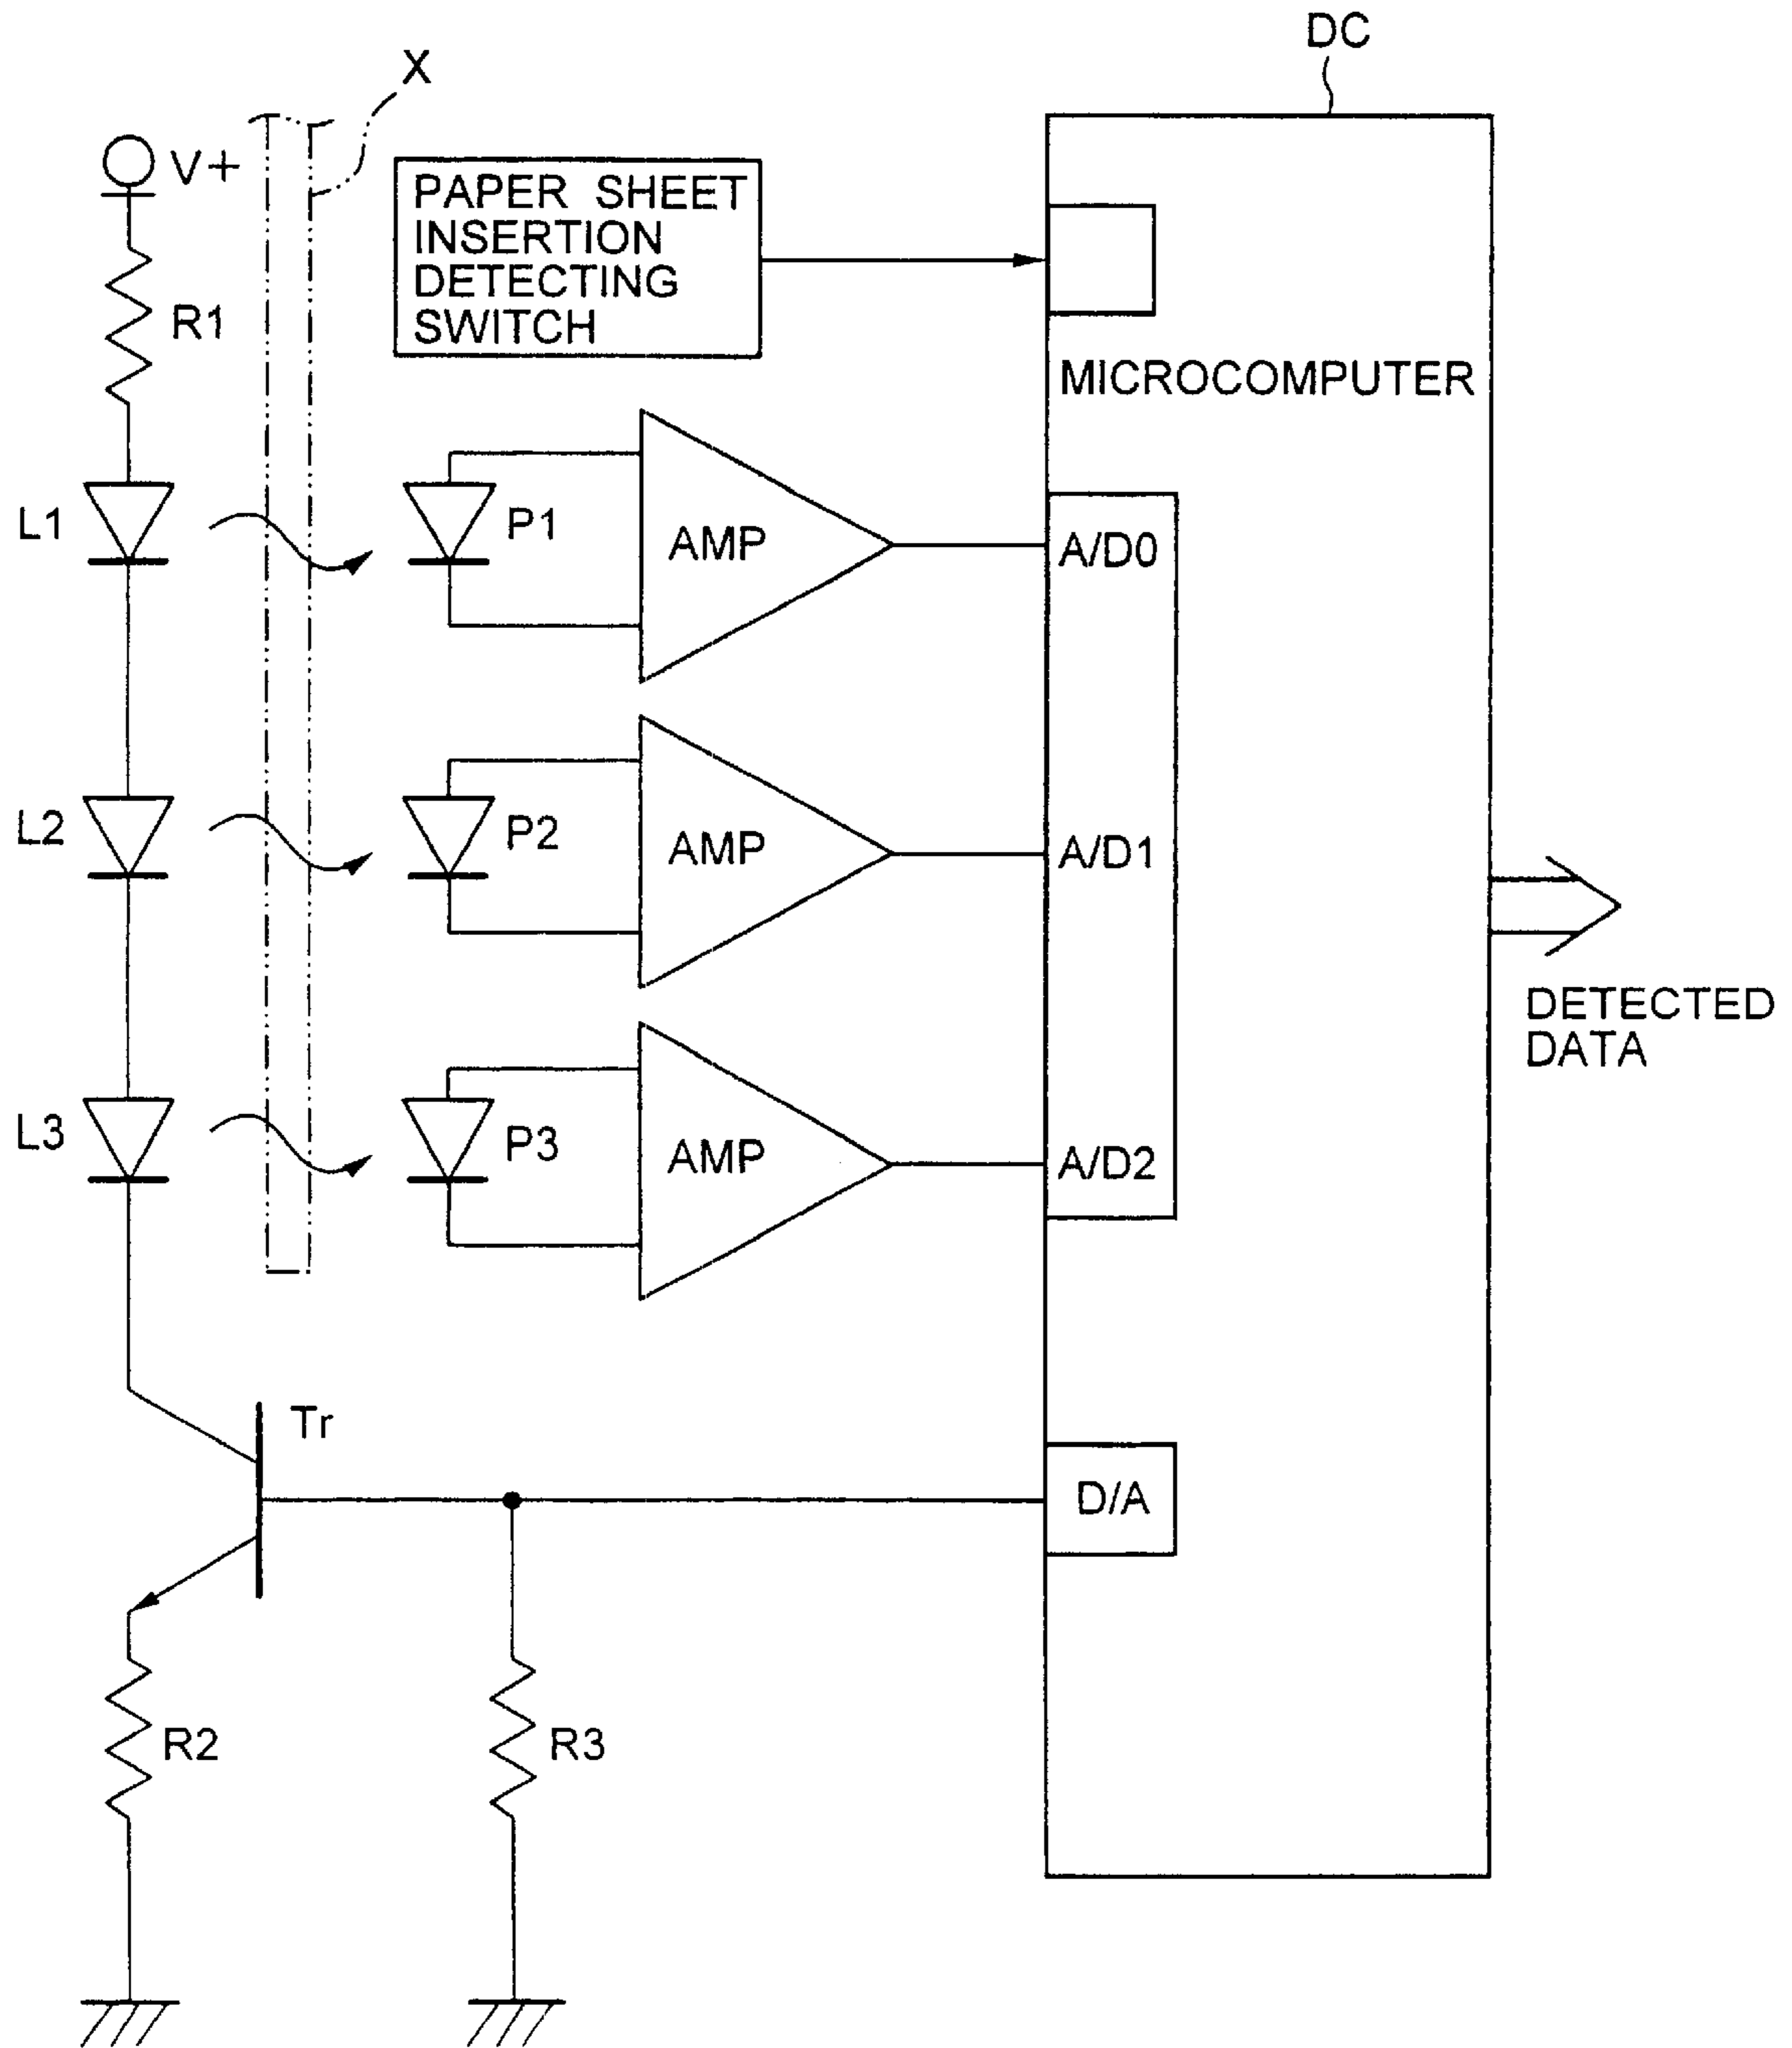 DC
X
V+
PAPER SHEET
INSERTION
DETECTING
SWITCH
R1
MICROCOMPUTER
L1
P1
AMP
A/D0
L2
P2
AMP
A/D1
DETECTED
DATA
L3
P3
AMP
A/D2
Tr
D/A
R2
R3